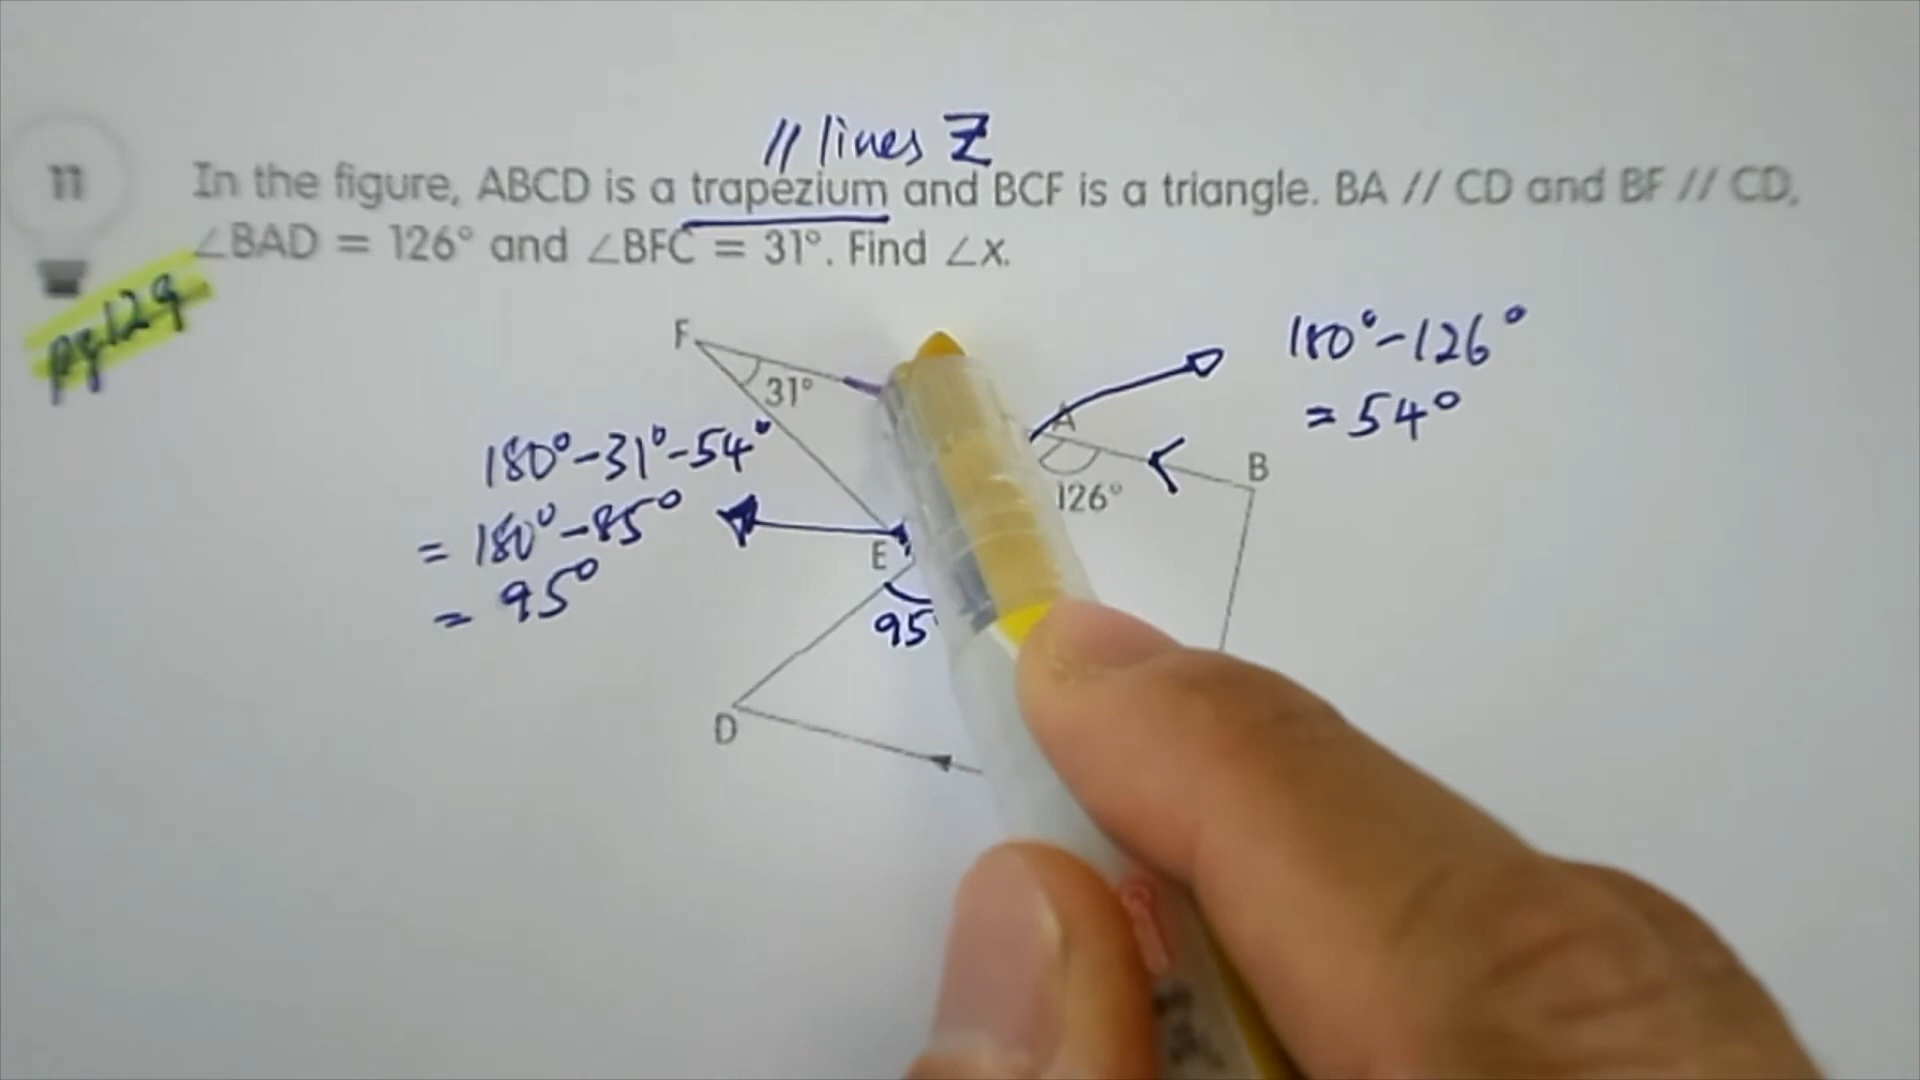 // lines Z
11
In the figure, ABCD is a trapezium and BCF is a triangle. BA // CD and BF // CD,
∠BAD = 126° and ∠BFC = 31°. Find ∠x.
pg129
F
31°
A
126°
B
180°-126°
= 54°
180°-31°-54°
= 180°-85°
= 95°
E
95
D